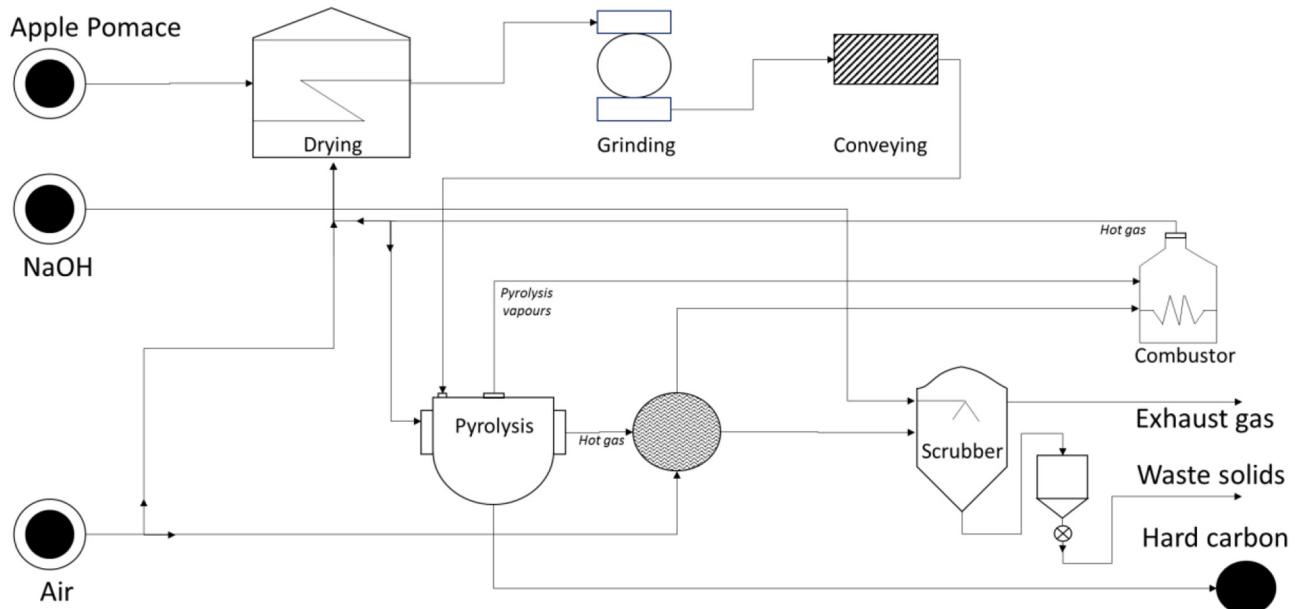 Apple Pomace
Drying
Grinding
Conveying
NaOH
Hot gas
Pyrolysis
vapours
Combustor
Pyrolysis
Hot gas
Exhaust gas
Scrubber
Waste solids
Hard carbon
Air